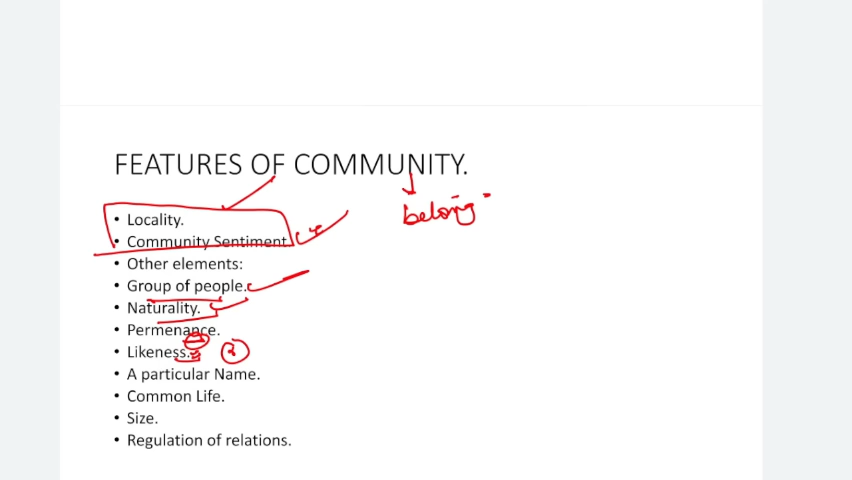 FEATURES OF COMMUNITY.
belong
• Locality.
• Community Sentiment
• Other elements:
• Group of people.
• Naturality.
• Permenance.
• Likeness.
• A particular Name.
• Common Life.
• Size.
• Regulation of relations.